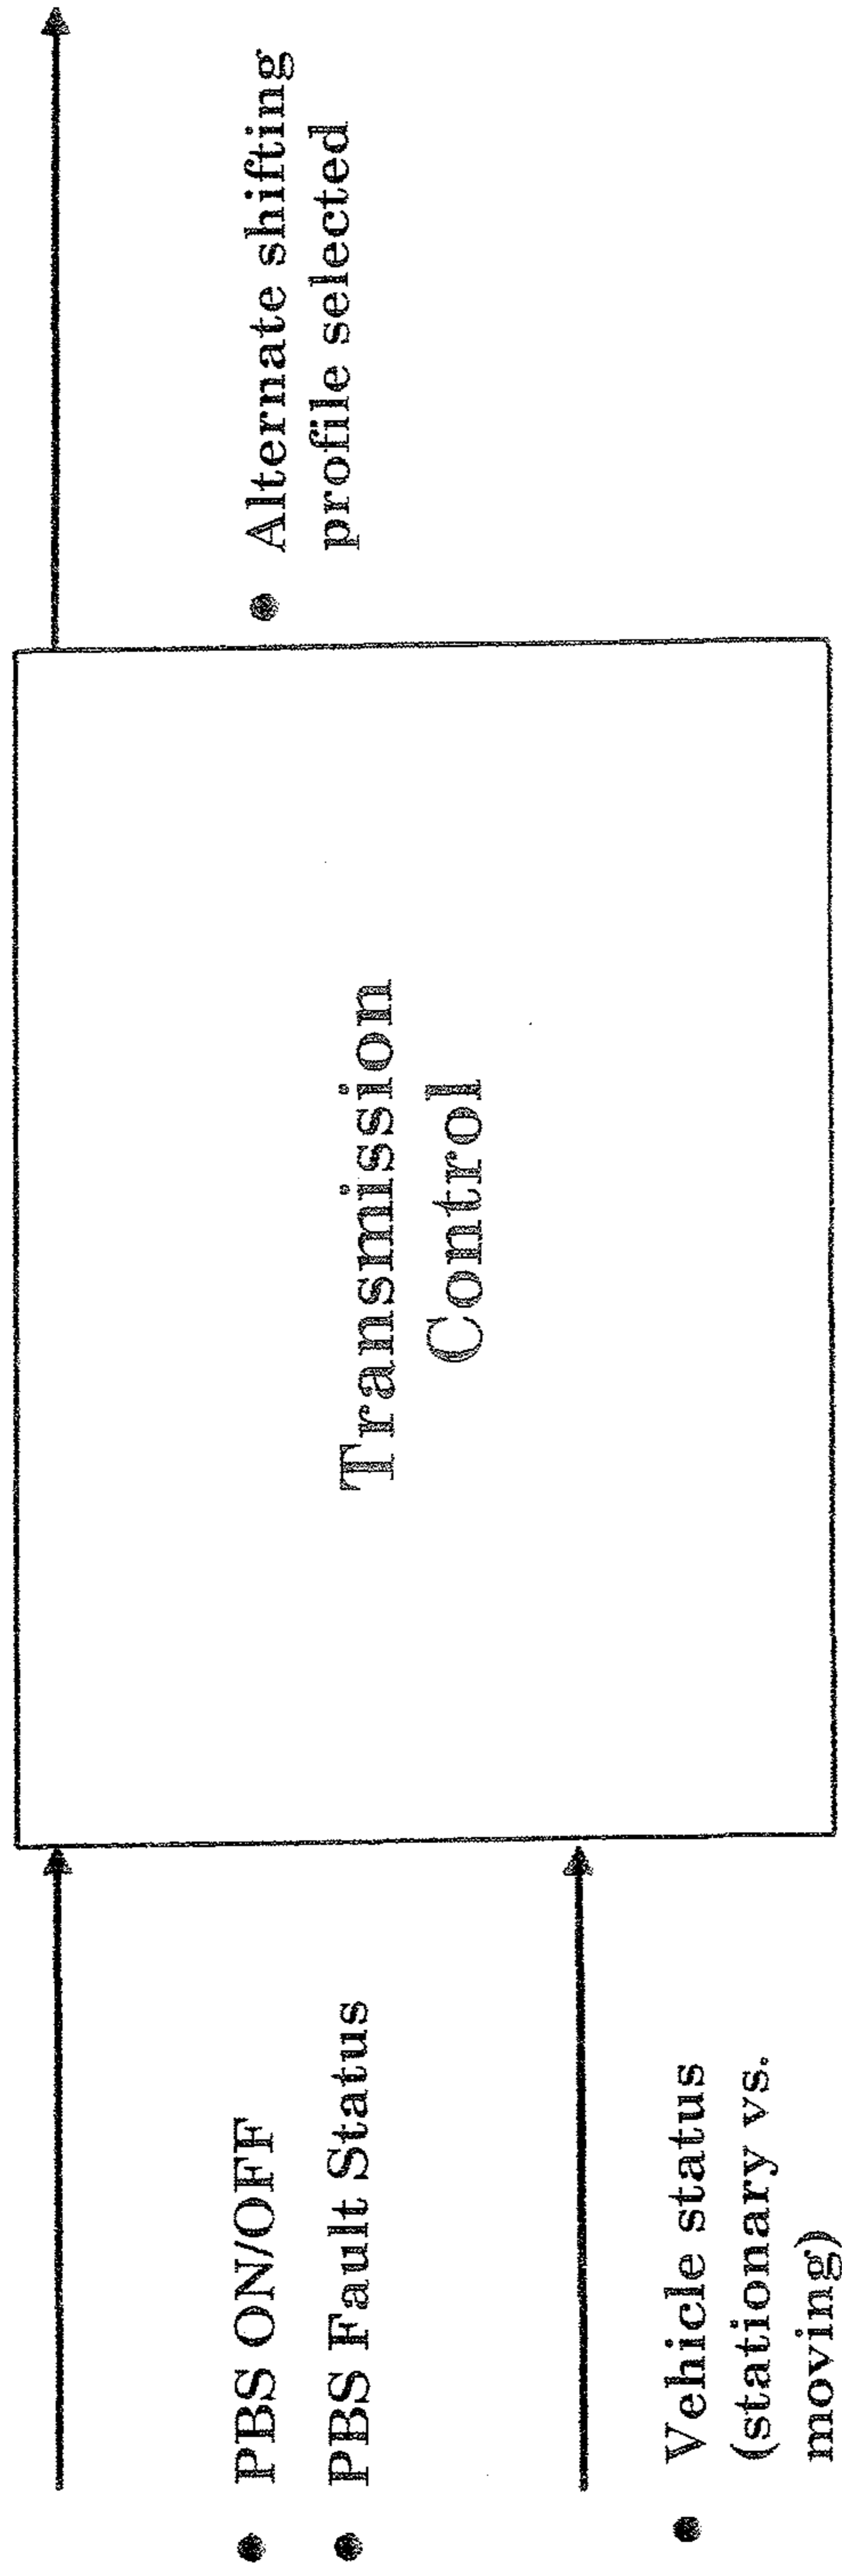 ● PBS ON/OFF
● PBS Fault Status
● Vehicle status
(stationary vs.
moving)
Transmission
Control
● Alternate shifting
profile selected